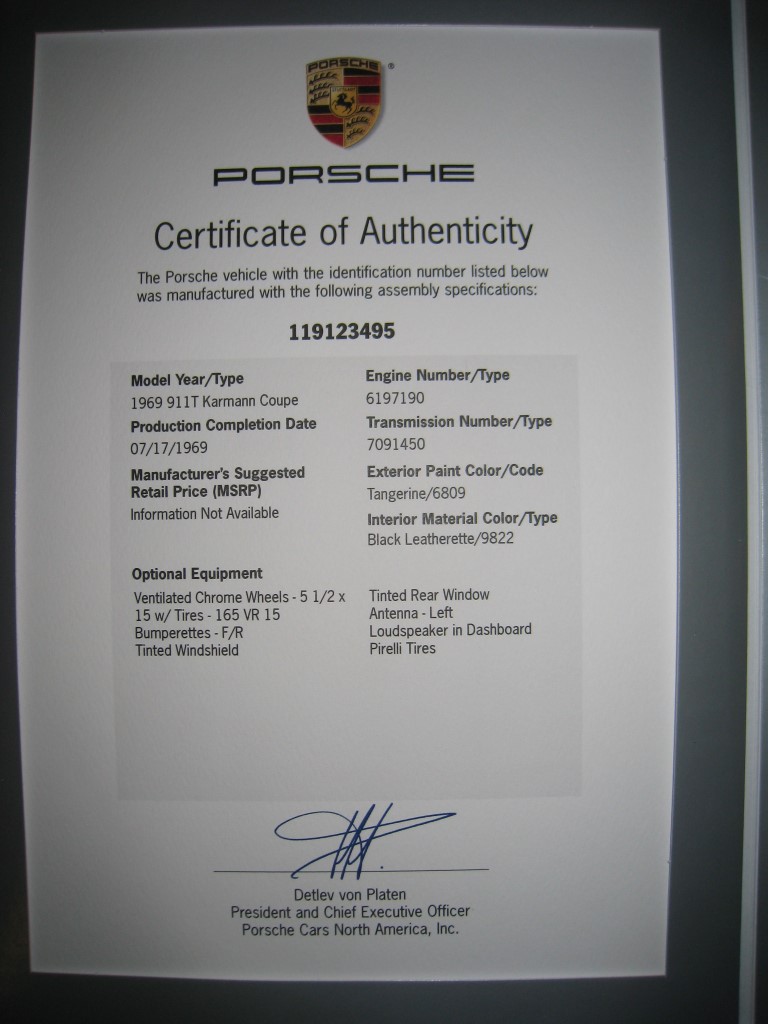 PORSCHE
®
PORSCHE
Certificate of Authenticity
The Porsche vehicle with the identification number listed below
was manufactured with the following assembly specifications:
119123495
Model Year/Type
1969 911T Karmann Coupe
Production Completion Date
07/17/1969
Manufacturer's Suggested
Retail Price (MSRP)
Information Not Available
Engine Number/Type
6197190
Transmission Number/Type
7091450
Exterior Paint Color/Code
Tangerine/6809
Interior Material Color/Type
Black Leatherette/9822
Optional Equipment
Ventilated Chrome Wheels - 5 1/2 x
15 w/ Tires - 165 VR 15
Bumperettes - F/R
Tinted Windshield
Tinted Rear Window
Antenna - Left
Loudspeaker in Dashboard
Pirelli Tires
Detlev von Platen
President and Chief Executive Officer
Porsche Cars North America, Inc.